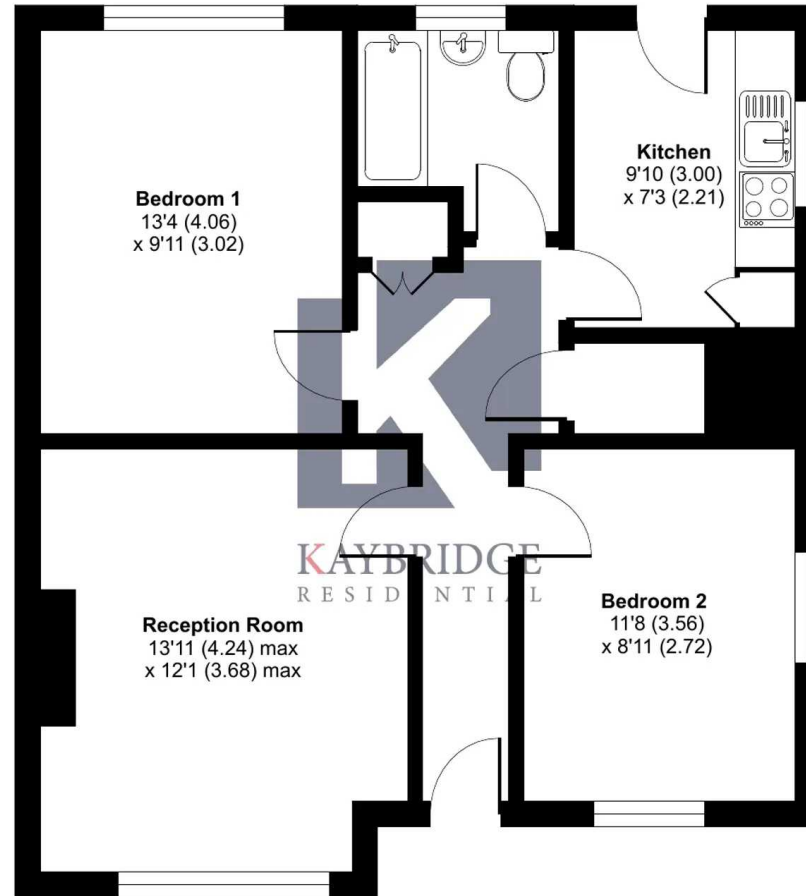 Kitchen
9'10 (3.00)
x 7'3 (2.21)
Bedroom 1
13'4 (4.06)
x 9'11 (3.02)
K
KAYBRIDGE
RESIDENTIAL
Reception Room
13'11 (4.24) max
x 12'1 (3.68) max
Bedroom 2
11'8 (3.56)
x 8'11 (2.72)